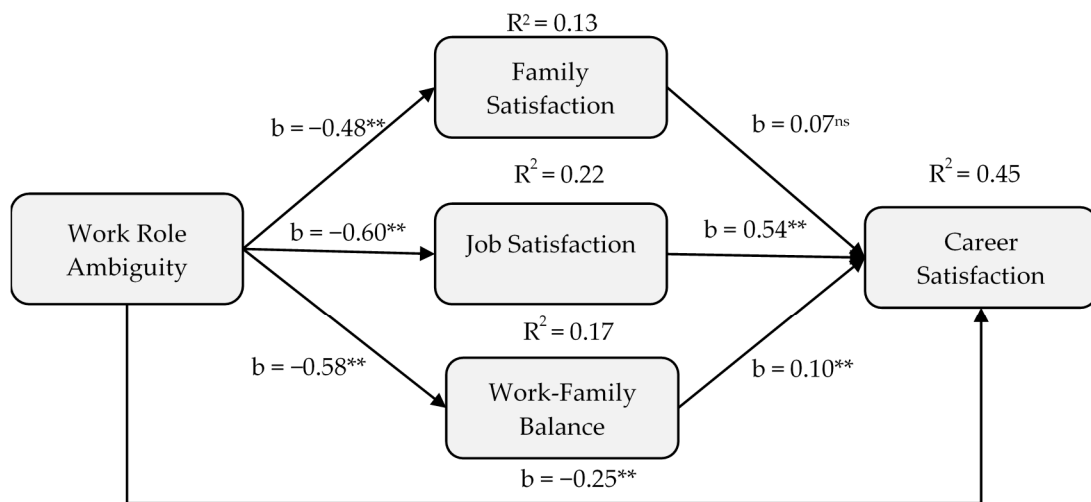 R² = 0.13
Family
Satisfaction
b = −0.48**
b = 0.07ⁿˢ
R² = 0.22
R² = 0.45
Work Role
Ambiguity
b = −0.60**
Job Satisfaction
b = 0.54**
Career
Satisfaction
R² = 0.17
b = −0.58**
b = 0.10**
Work-Family
Balance
b = −0.25**